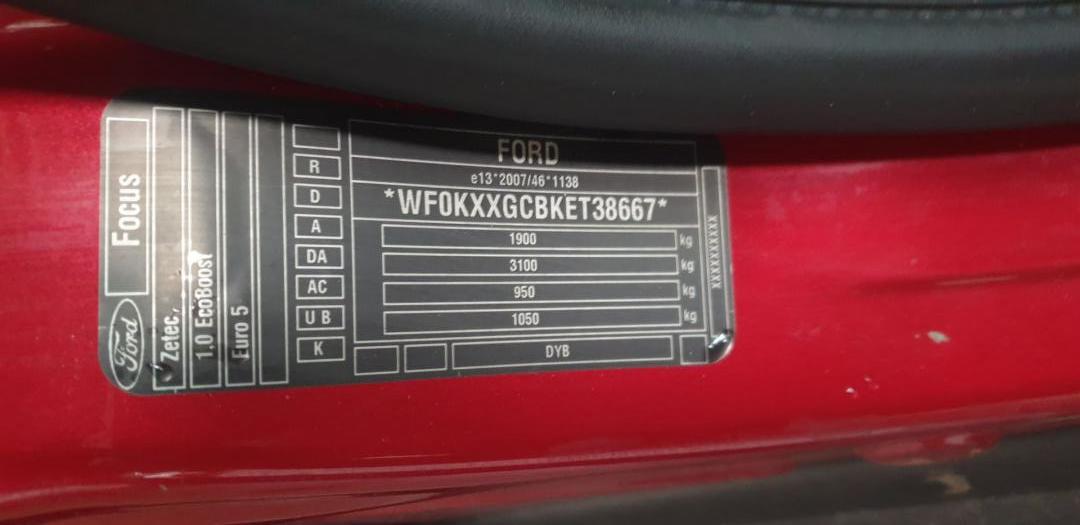 Focus
Ford
Zetec
1.0 EcoBoost
Euro 5
R
D
A
DA
AC
U B
K
FORD
e13*2007/46*1138
*WF0KXXGCBKET38667*
1900 kg
3100 kg
950 kg
1050 kg
DYB
XXXXXXXXXX